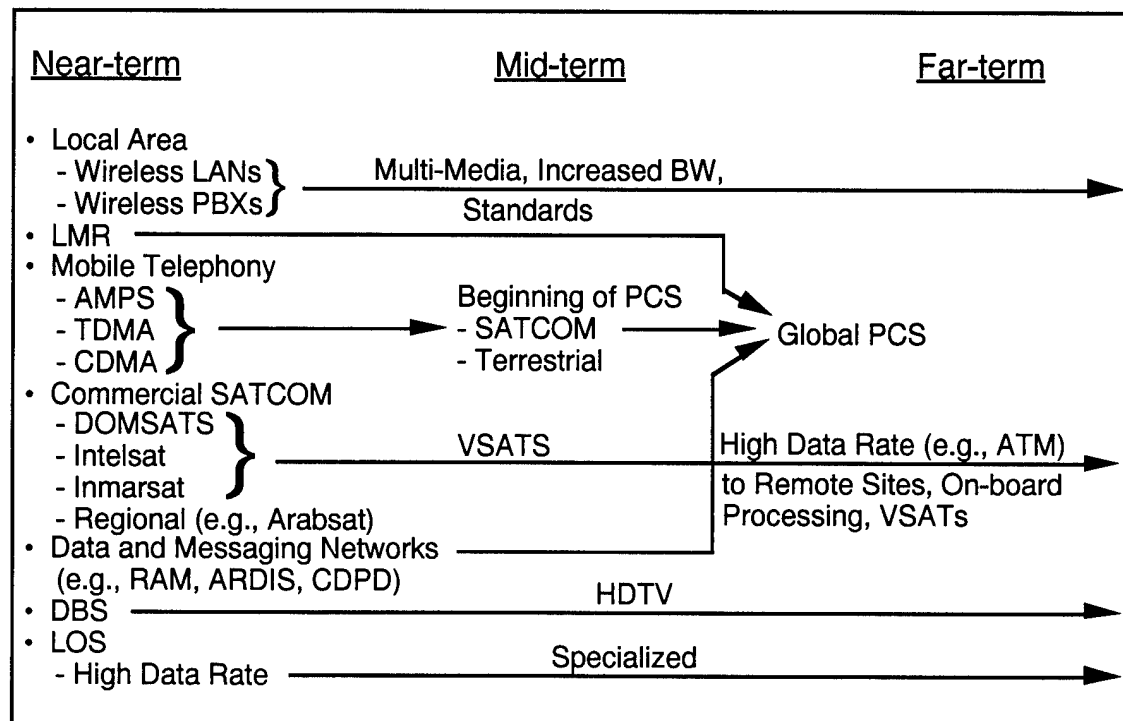 Near-term Mid-term Far-term
• Local Area
- Wireless LANs
- Wireless PBXs
Multi-Media, Increased BW,
Standards
• LMR
• Mobile Telephony
- AMPS
- TDMA
- CDMA
Beginning of PCS
- SATCOM
- Terrestrial
Global PCS
• Commercial SATCOM
- DOMSATS
- Intelsat
- Inmarsat
- Regional (e.g., Arabsat)
VSATS
High Data Rate (e.g., ATM)
to Remote Sites, On-board
Processing, VSATs
• Data and Messaging Networks
(e.g., RAM, ARDIS, CDPD)
• DBS
HDTV
• LOS
- High Data Rate
Specialized